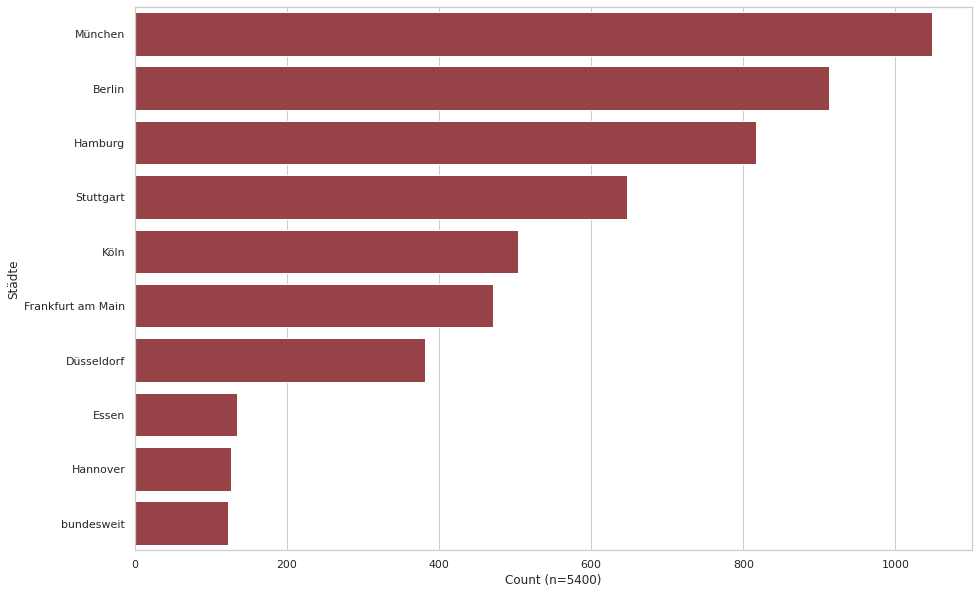 München
Berlin
Hamburg
Stuttgart
Köln
Frankfurt am Main
Düsseldorf
Essen
Hannover
bundesweit
Städte
0 200 400 600 800 1000
Count (n=5400)